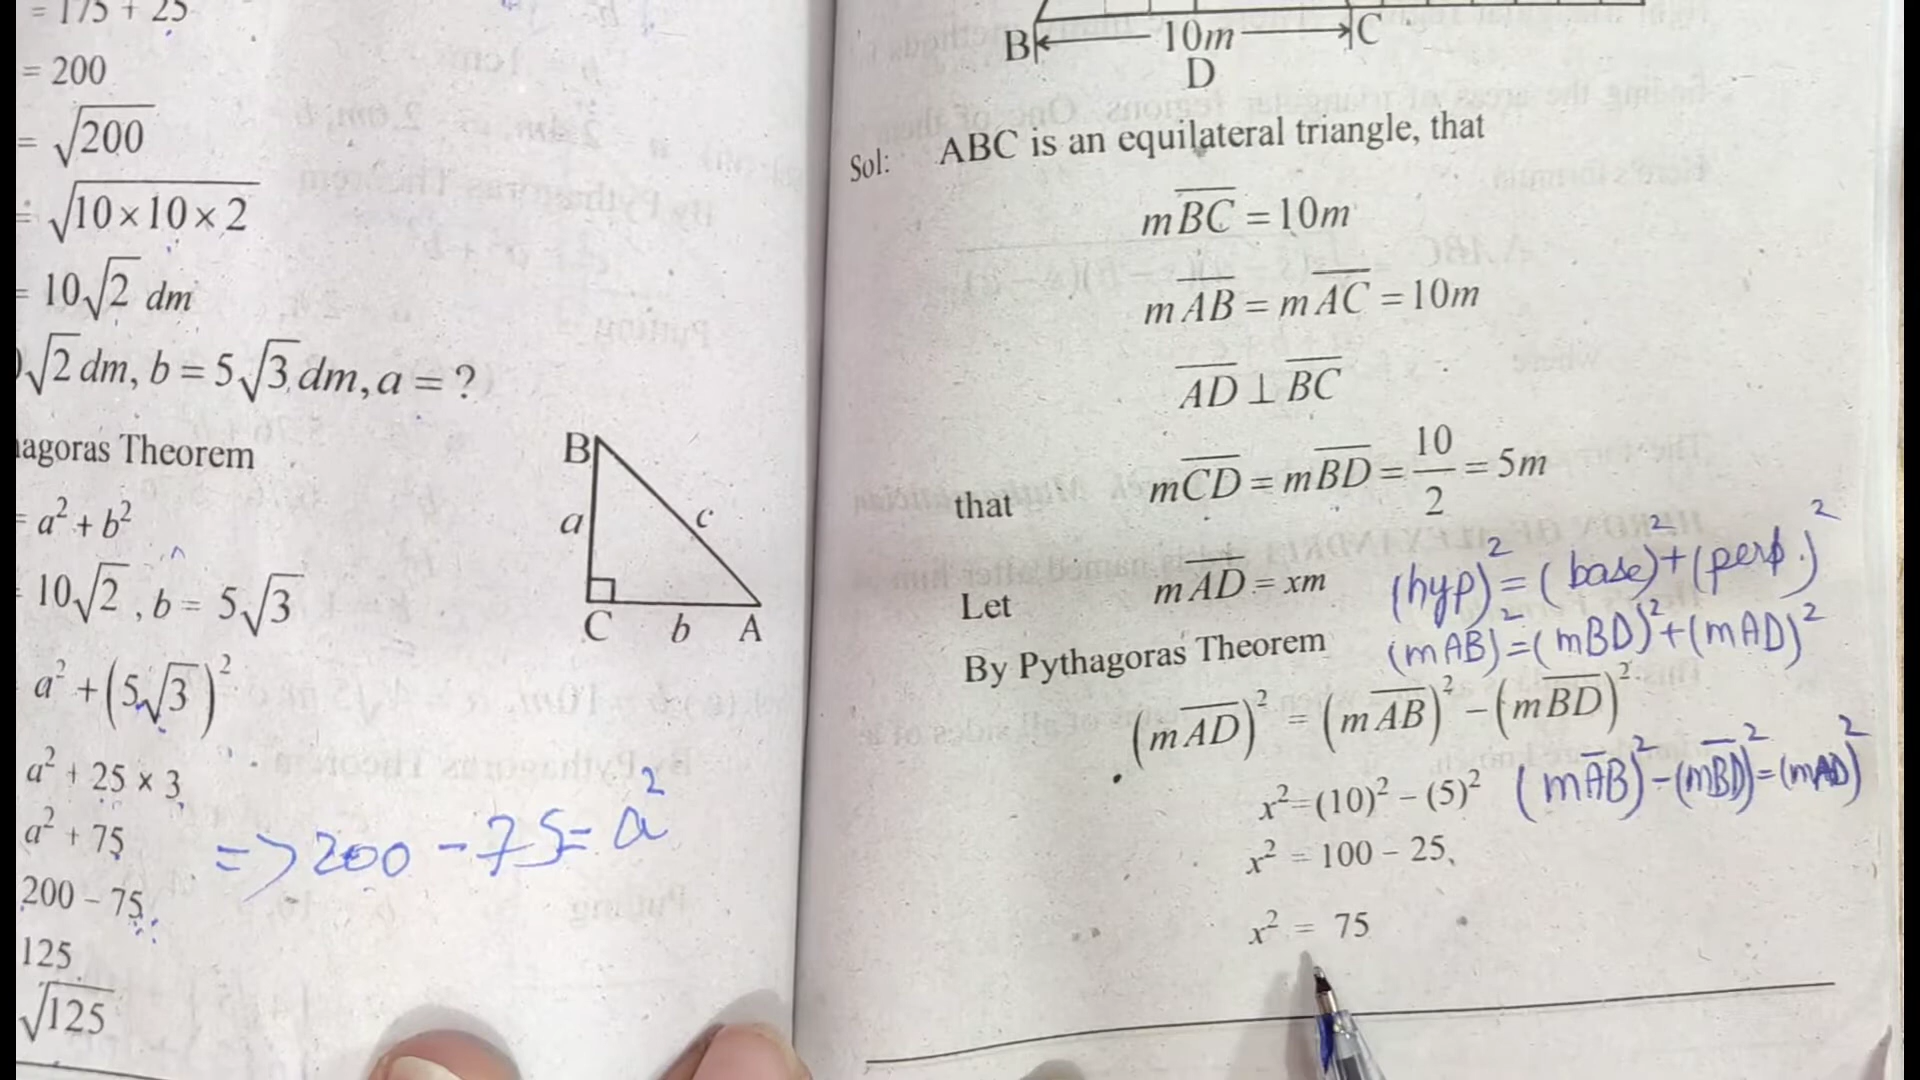 = 175 + 25
= 200
= √200
= √10×10×2
= 10√2 dm
√2 dm, b = 5√3 dm, a = ?
agoras Theorem
= a² + b²
10√2 , b = 5√3
a² + (5√3)²
a² + 25 × 3
a² + 75
=> 200 - 75 = a²
200 – 75
125
√125
B
a
c
C b A
B 10m C
D
Sol: ABC is an equilateral triangle, that
mBC = 10m
mAB = mAC = 10m
AD ⊥ BC
that mCD = mBD = 10/2 = 5m
Let mAD = xm
(hyp)² = (base)² + (perp.)²
By Pythagoras Theorem
(mAB)² = (mBD)² + (mAD)²
(mAD)² = (mAB)² – (mBD)²
x² = (10)² – (5)²
(mAB)² - (mBD)² = (mAD)²
x² = 100 – 25
x² = 75